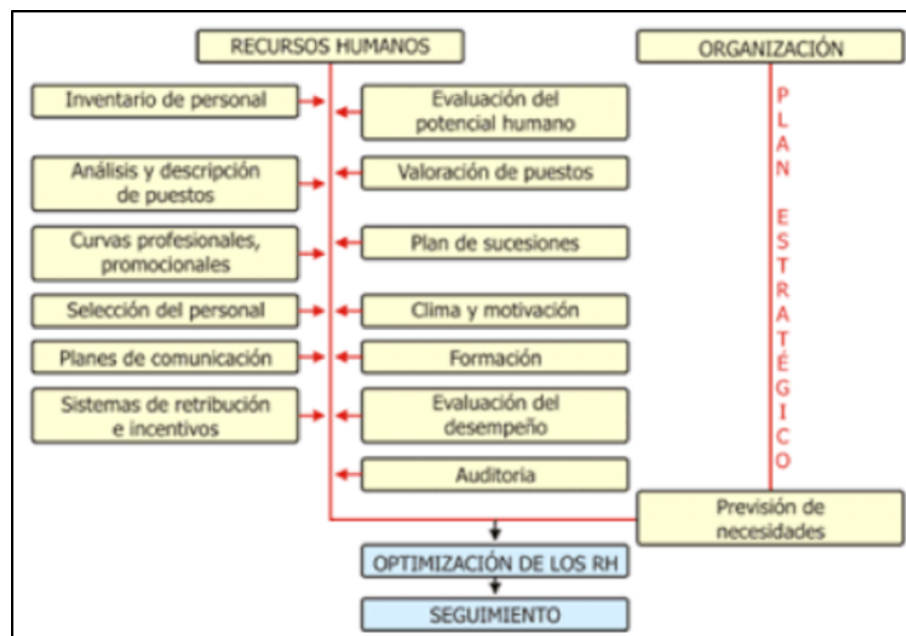 RECURSOS HUMANOS
ORGANIZACIÓN
Inventario de personal
Evaluación del
potencial humano
Análisis y descripción
de puestos
Valoración de puestos
Curvas profesionales,
promocionales
Plan de sucesiones
Selección del personal
Clima y motivación
Planes de comunicación
Formación
Sistemas de retribución
e incentivos
Evaluación del
desempeño
Auditoria
PLAN ESTRATÉGICO
Previsión de
necesidades
OPTIMIZACIÓN DE LOS RH
SEGUIMIENTO